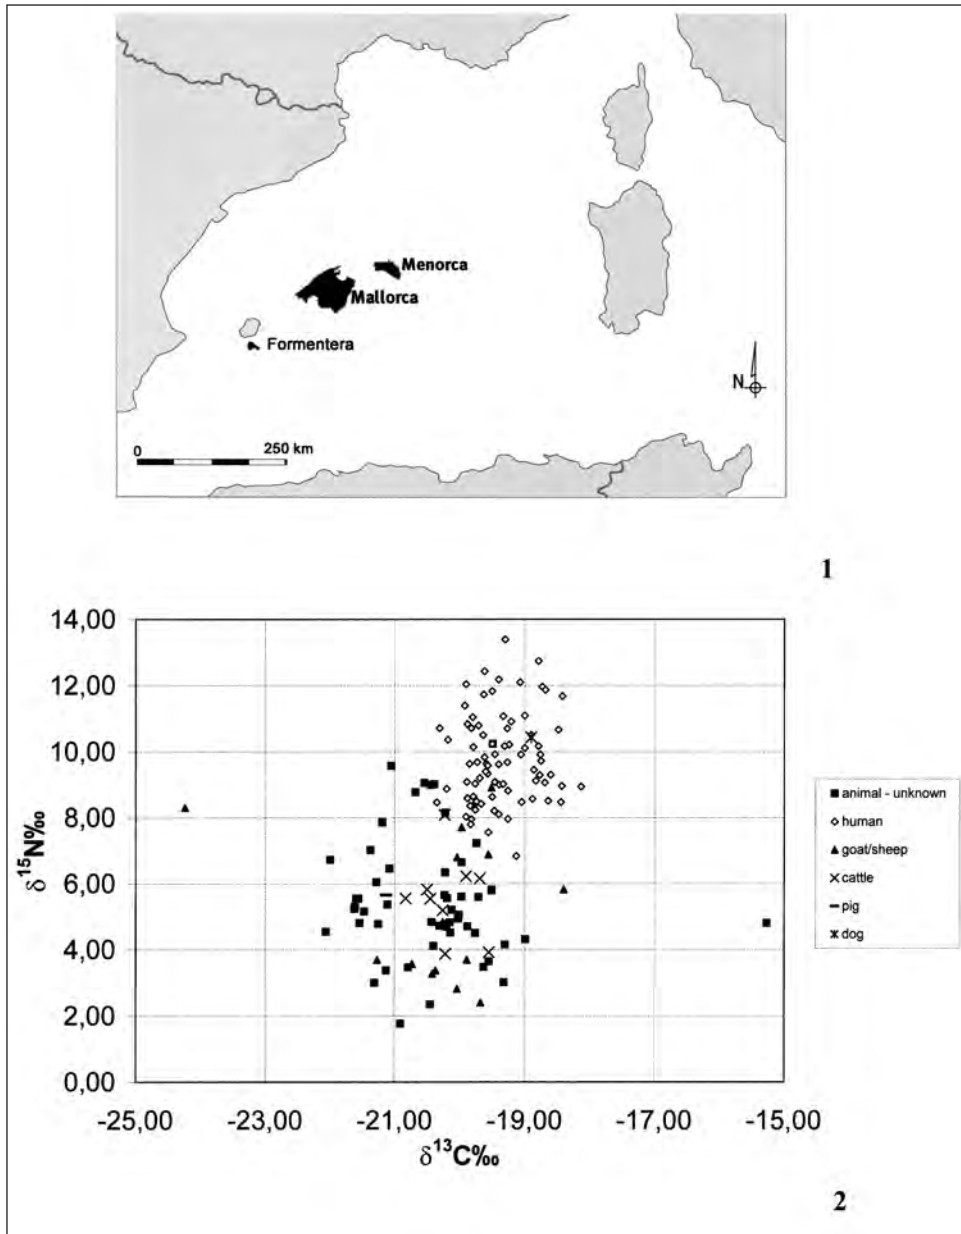 Menorca
Mallorca
Formentera
N
0 250 km
1
14,00
12,00
10,00
8,00
6,00
4,00
2,00
0,00
δ15N‰
-25,00 -23,00 -21,00 -19,00 -17,00 -15,00
δ13C‰
animal - unknown
human
goat/sheep
cattle
pig
dog
2